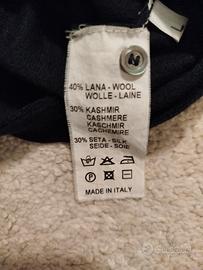 L
40% LANA - WOOL
WOLLE - LAINE
30% KASHMIR
CASHMERE
KASCHMIR
CACHEMIRE
30% SETA - SILK
SEIDE - SOIE
MADE IN ITALY